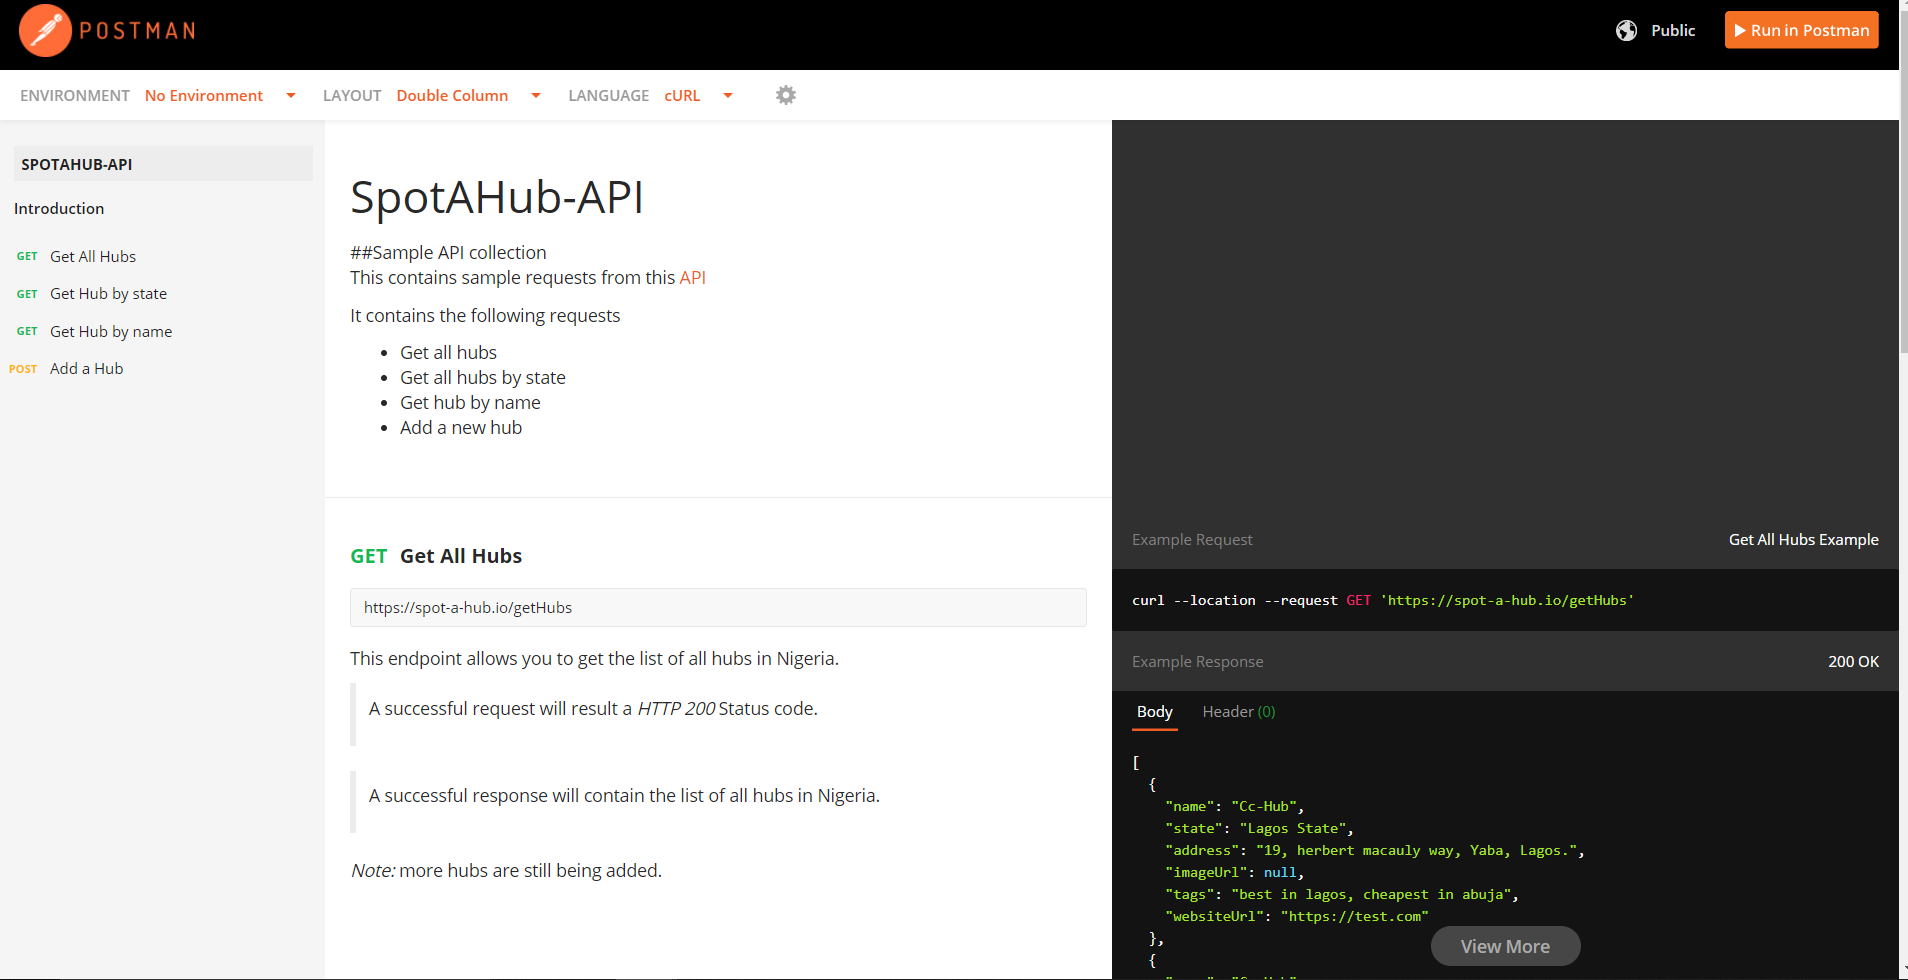 POSTMAN
Public
Run in Postman
ENVIRONMENT No Environment LAYOUT Double Column LANGUAGE cURL
SPOTAHUB-API
Introduction
GET Get All Hubs
GET Get Hub by state
GET Get Hub by name
POST Add a Hub
SpotAHub-API
##Sample API collection
This contains sample requests from this API
It contains the following requests
Get all hubs
Get all hubs by state
Get hub by name
Add a new hub
GET Get All Hubs
https://spot-a-hub.io/getHubs
This endpoint allows you to get the list of all hubs in Nigeria.
A successful request will result a HTTP 200 Status code.
A successful response will contain the list of all hubs in Nigeria.
Note: more hubs are still being added.
Example Request
Get All Hubs Example
curl --location --request GET 'https://spot-a-hub.io/getHubs'
Example Response
200 OK
Body Header (0)
[
{
"name": "Cc-Hub",
"state": "Lagos State",
"address": "19, herbert macauly way, Yaba, Lagos.",
"imageUrl": null,
"tags": "best in lagos, cheapest in abuja",
"websiteUrl": "https://test.com"
},
{
View More